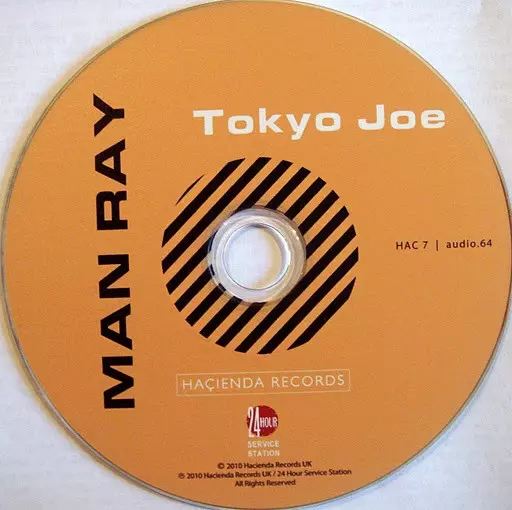 MAN RAY
Tokyo Joe
HAC 7 | audio.64
HAÇIENDA RECORDS
24 HOUR
SERVICE
STATION
© 2010 Hacienda Records UK
℗ 2010 Hacienda Records UK / 24 Hour Service Station
All Rights Reserved